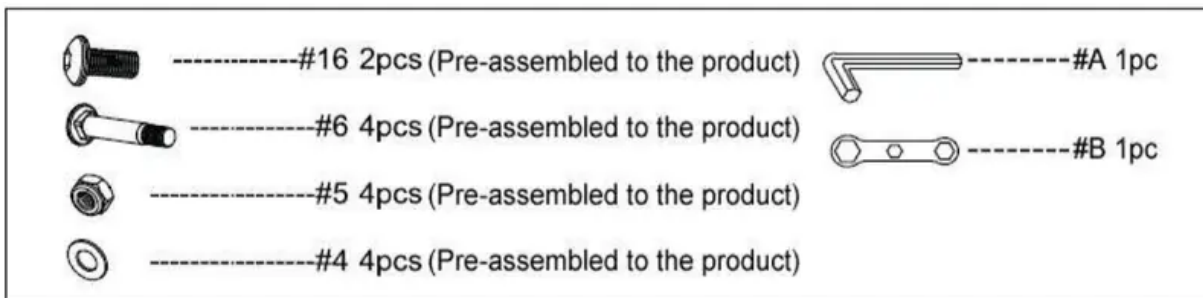 #16 2pcs (Pre-assembled to the product)
#6 4pcs (Pre-assembled to the product)
#5 4pcs (Pre-assembled to the product)
#4 4pcs (Pre-assembled to the product)
#A 1pc
#B 1pc